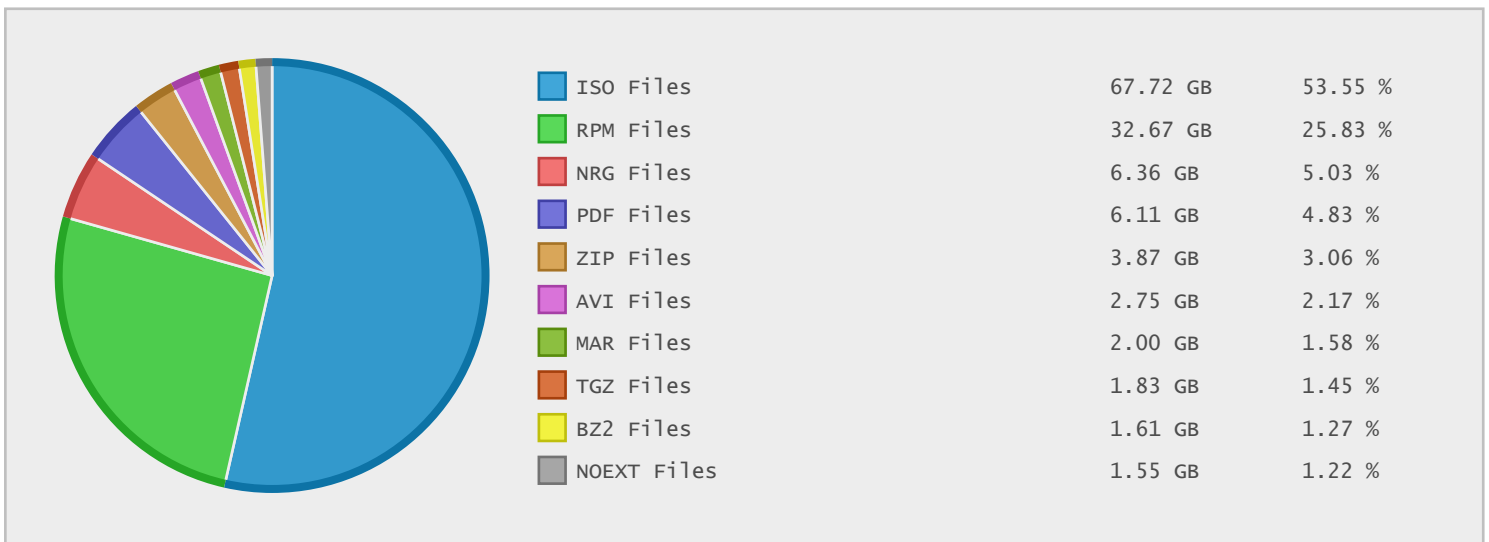 ISO Files 67.72 GB 53.55 %
RPM Files 32.67 GB 25.83 %
NRG Files 6.36 GB 5.03 %
PDF Files 6.11 GB 4.83 %
ZIP Files 3.87 GB 3.06 %
AVI Files 2.75 GB 2.17 %
MAR Files 2.00 GB 1.58 %
TGZ Files 1.83 GB 1.45 %
BZ2 Files 1.61 GB 1.27 %
NOEXT Files 1.55 GB 1.22 %